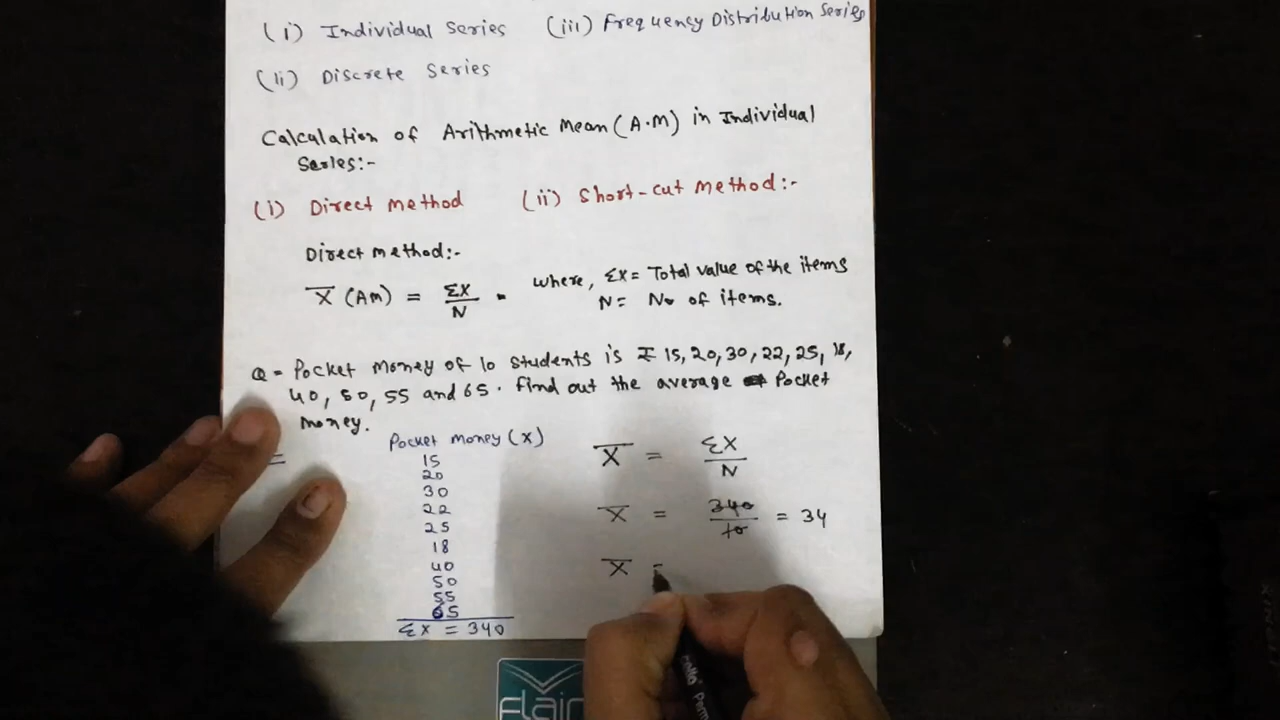 (i) Individual Series (iii) Frequency Distribution Series
(ii) Discrete Series
Calculation of Arithmetic Mean (A.M) in Individual
Series:-
(i) Direct Method (ii) Short-cut Method:-
Direct method:-
X̅ (AM) = ΣX/N where, ΣX = Total value of the items
N = No of items.
Q = Pocket Money of 10 students is ₹ 15, 20, 30, 22, 25, 18,
40, 50, 55 and 65. Find out the average Pocket
Money.
= Pocket money (X)
15
20
30
22
25
18
40
50
55
65
ΣX = 340
X̅ = ΣX/N
X̅ = 340/10 = 34
X̅ =
Flair